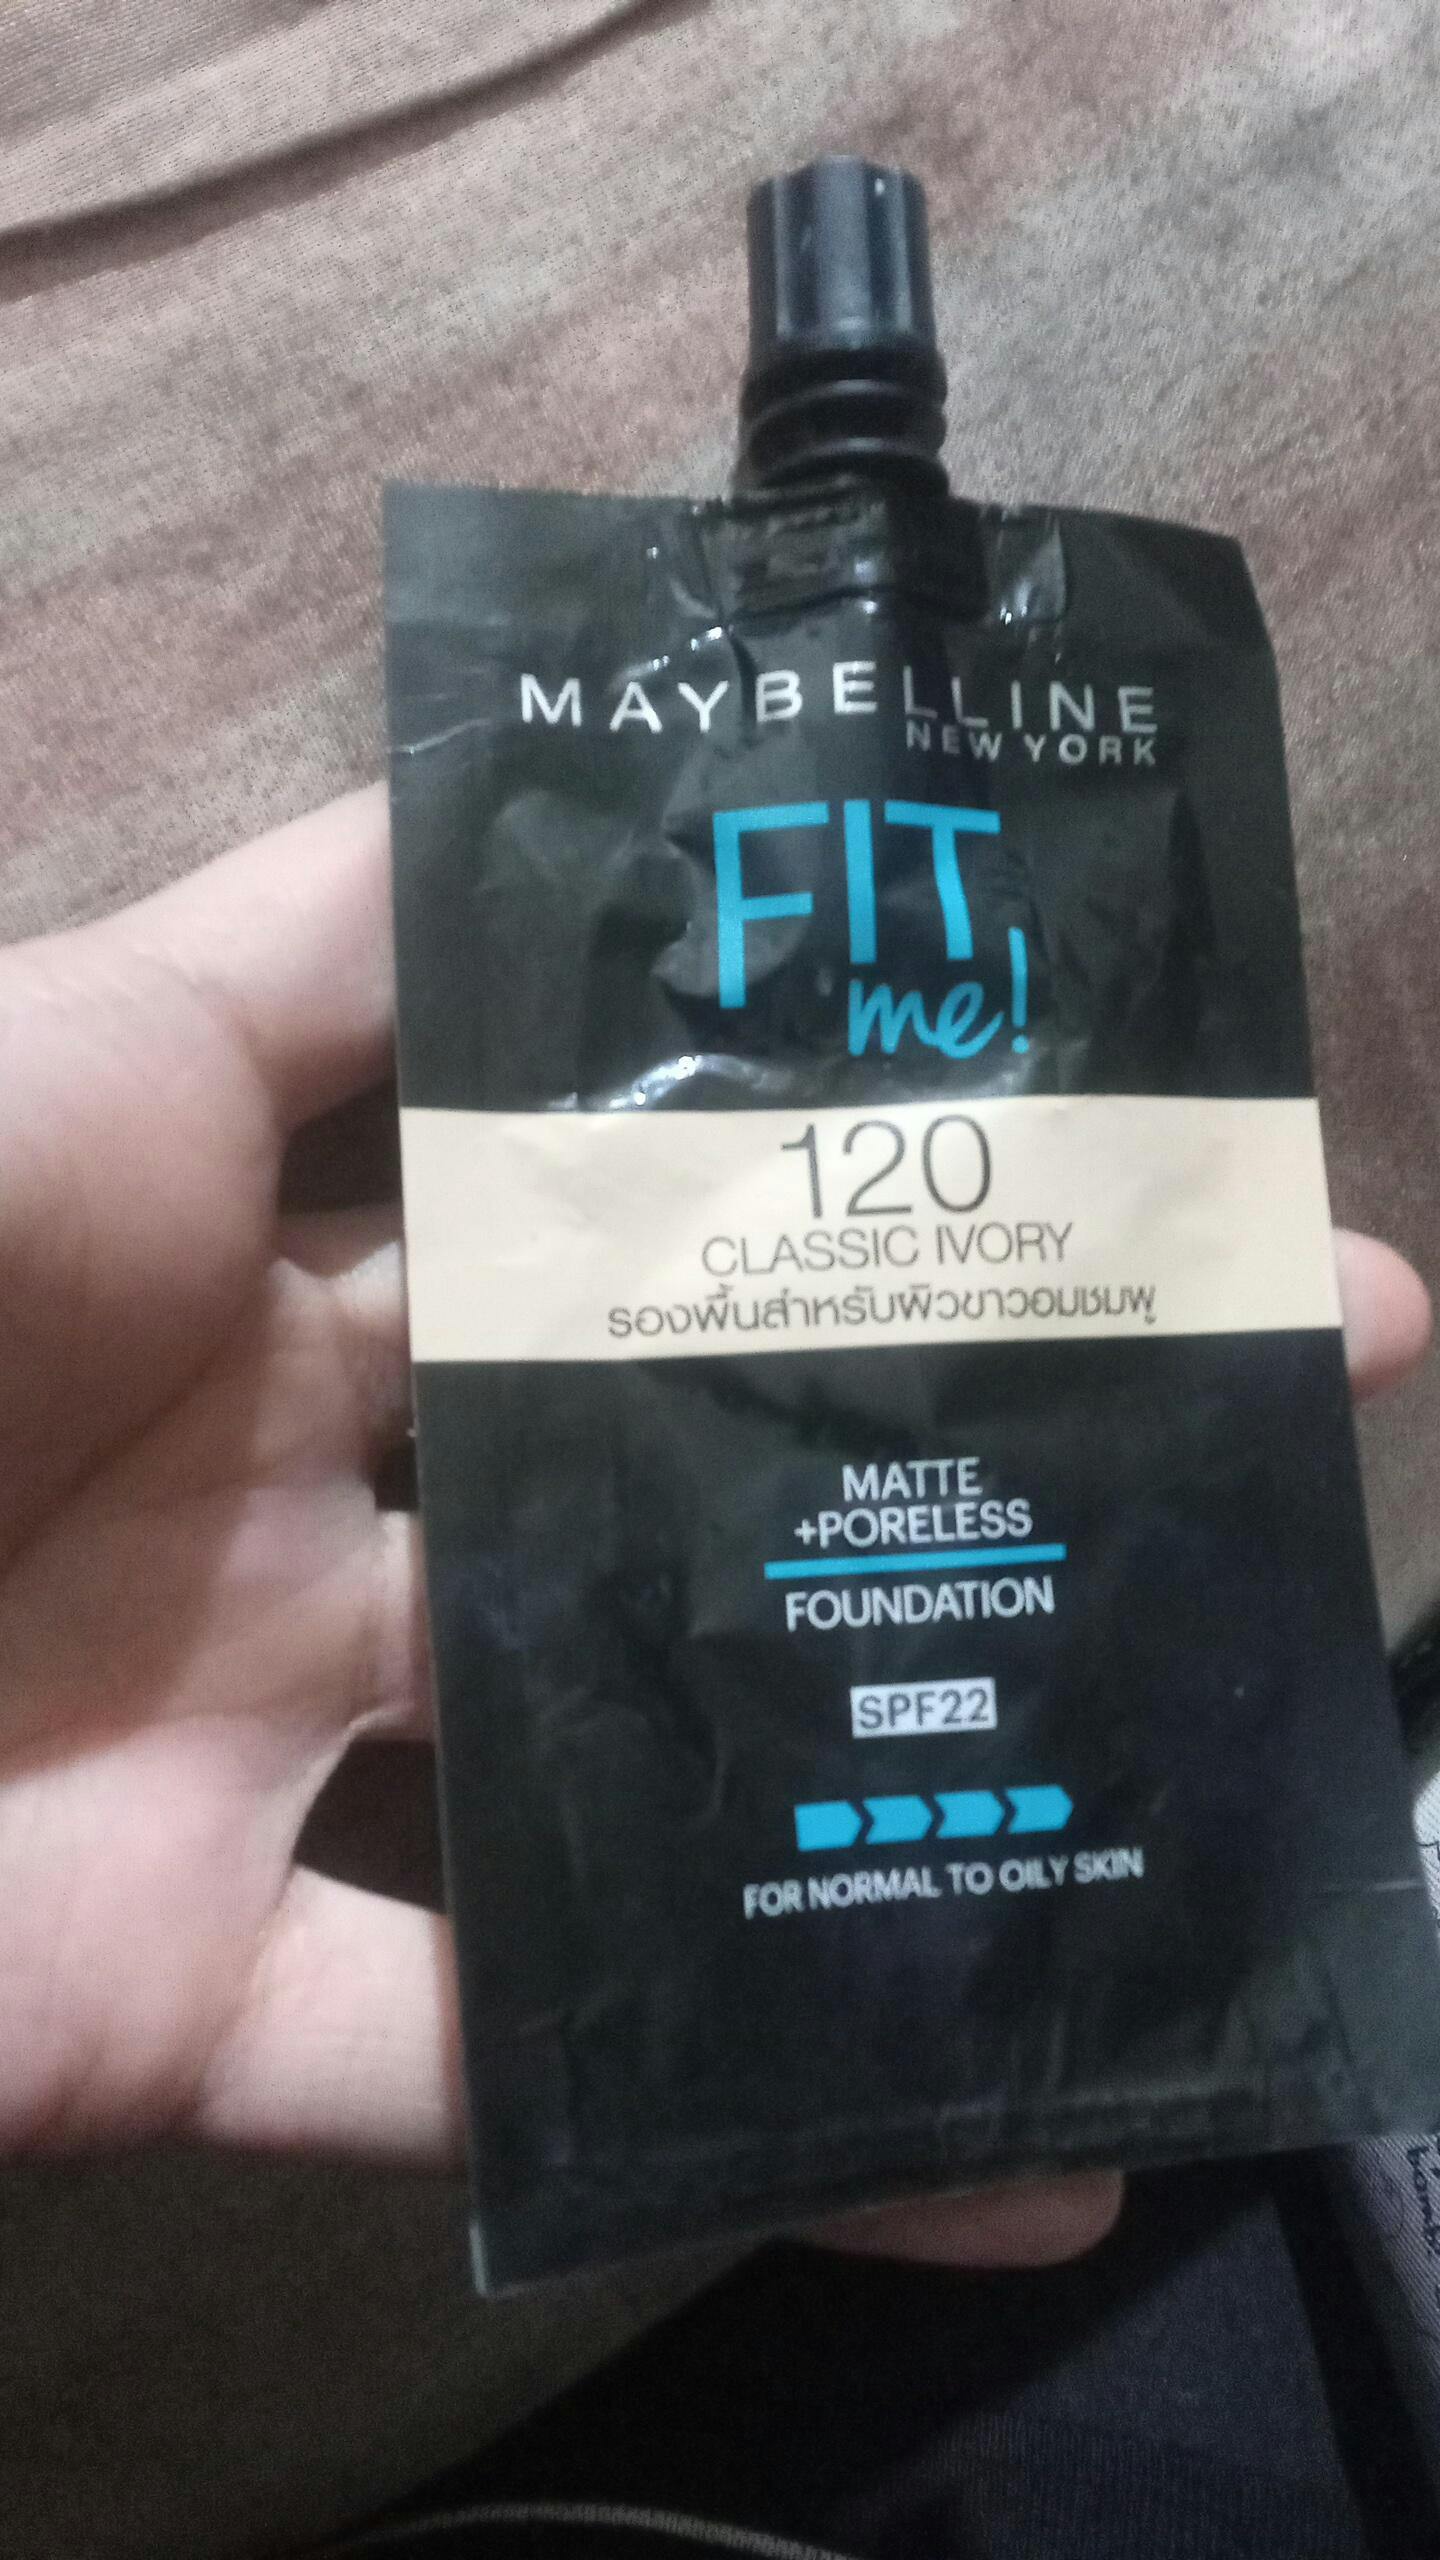 MAYBELLINE
NEW YORK
FIT
me!
120
CLASSIC IVORY
รองพื้นสำหรับผิวขาวอมชมพู
MATTE
+PORELESS
FOUNDATION
SPF22
FOR NORMAL TO OILY SKIN